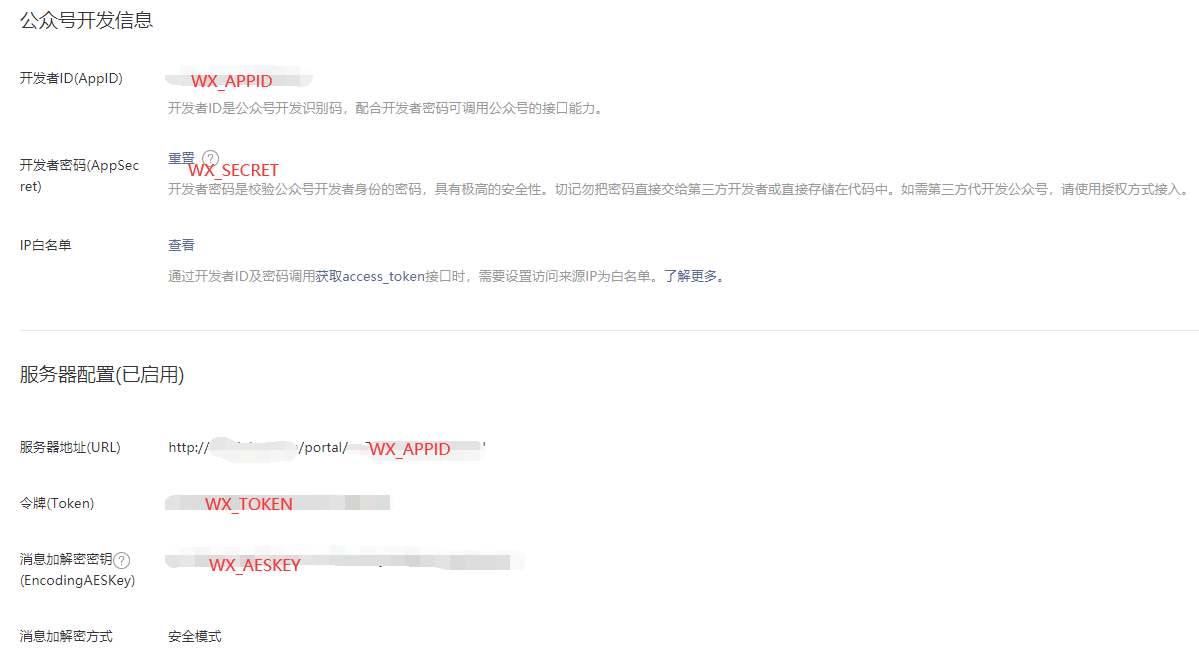 公众号开发信息
开发者ID(AppID)
WX_APPID
开发者ID是公众号开发识别码，配合开发者密码可调用公众号的接口能力。
开发者密码(AppSec
ret)
重置 ?
WX_SECRET
开发者密码是校验公众号开发者身份的密码，具有极高的安全性。切记勿把密码直接交给第三方开发者或直接存储在代码中。如需第三方代开发公众号，请使用授权方式接入。
IP白名单
查看
通过开发者ID及密码调用获取access_token接口时，需要设置访问来源IP为白名单。了解更多。
服务器配置(已启用)
服务器地址(URL)
http:// /portal/ WX_APPID
令牌(Token)
WX_TOKEN
消息加解密密钥 ?
(EncodingAESKey)
WX_AESKEY
消息加解密方式
安全模式